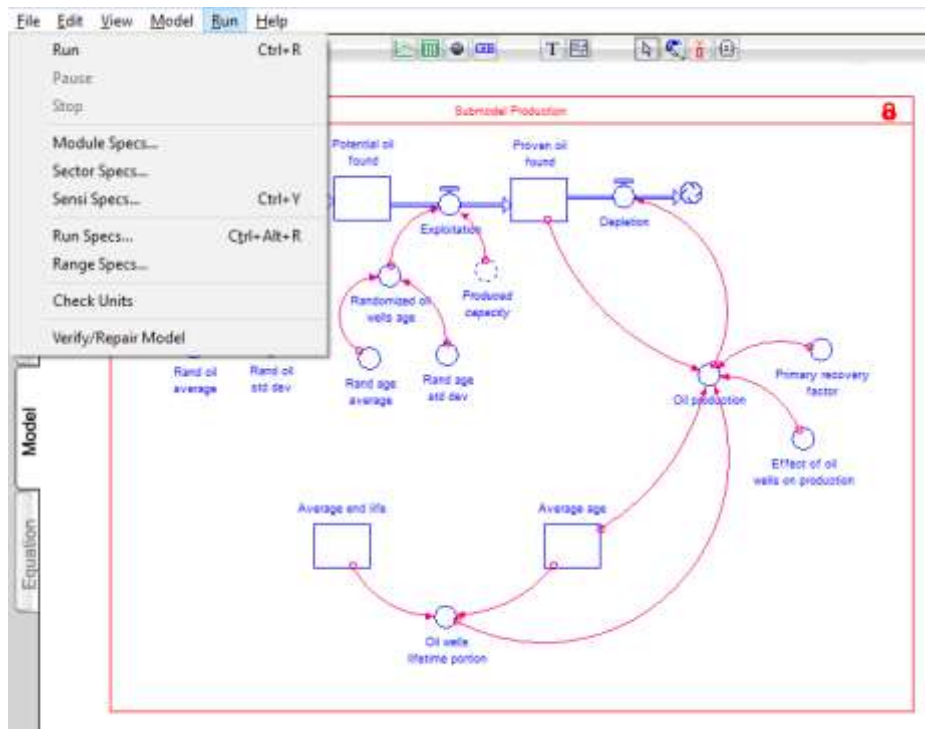 File Edit View Model Run Help
Run Ctrl+R
Pause
Stop
Module Specs...
Sector Specs...
Sensi Specs... Ctrl+Y
Run Specs... Ctrl+Alt+R
Range Specs...
Check Units
Verify/Repair Model
T
Submodel Production
Potential oil
found
Proven oil
found
Exploitation
Depletion
Randomized oil
wells age
Produced
capacity
Rand oil
average
Rand oil
std dev
Rand age
average
Rand age
std dev
Oil production
Primary recovery
factor
Effect of oil
wells on production
Average end life
Average age
Oil wells
lifetime portion
Model
Equation